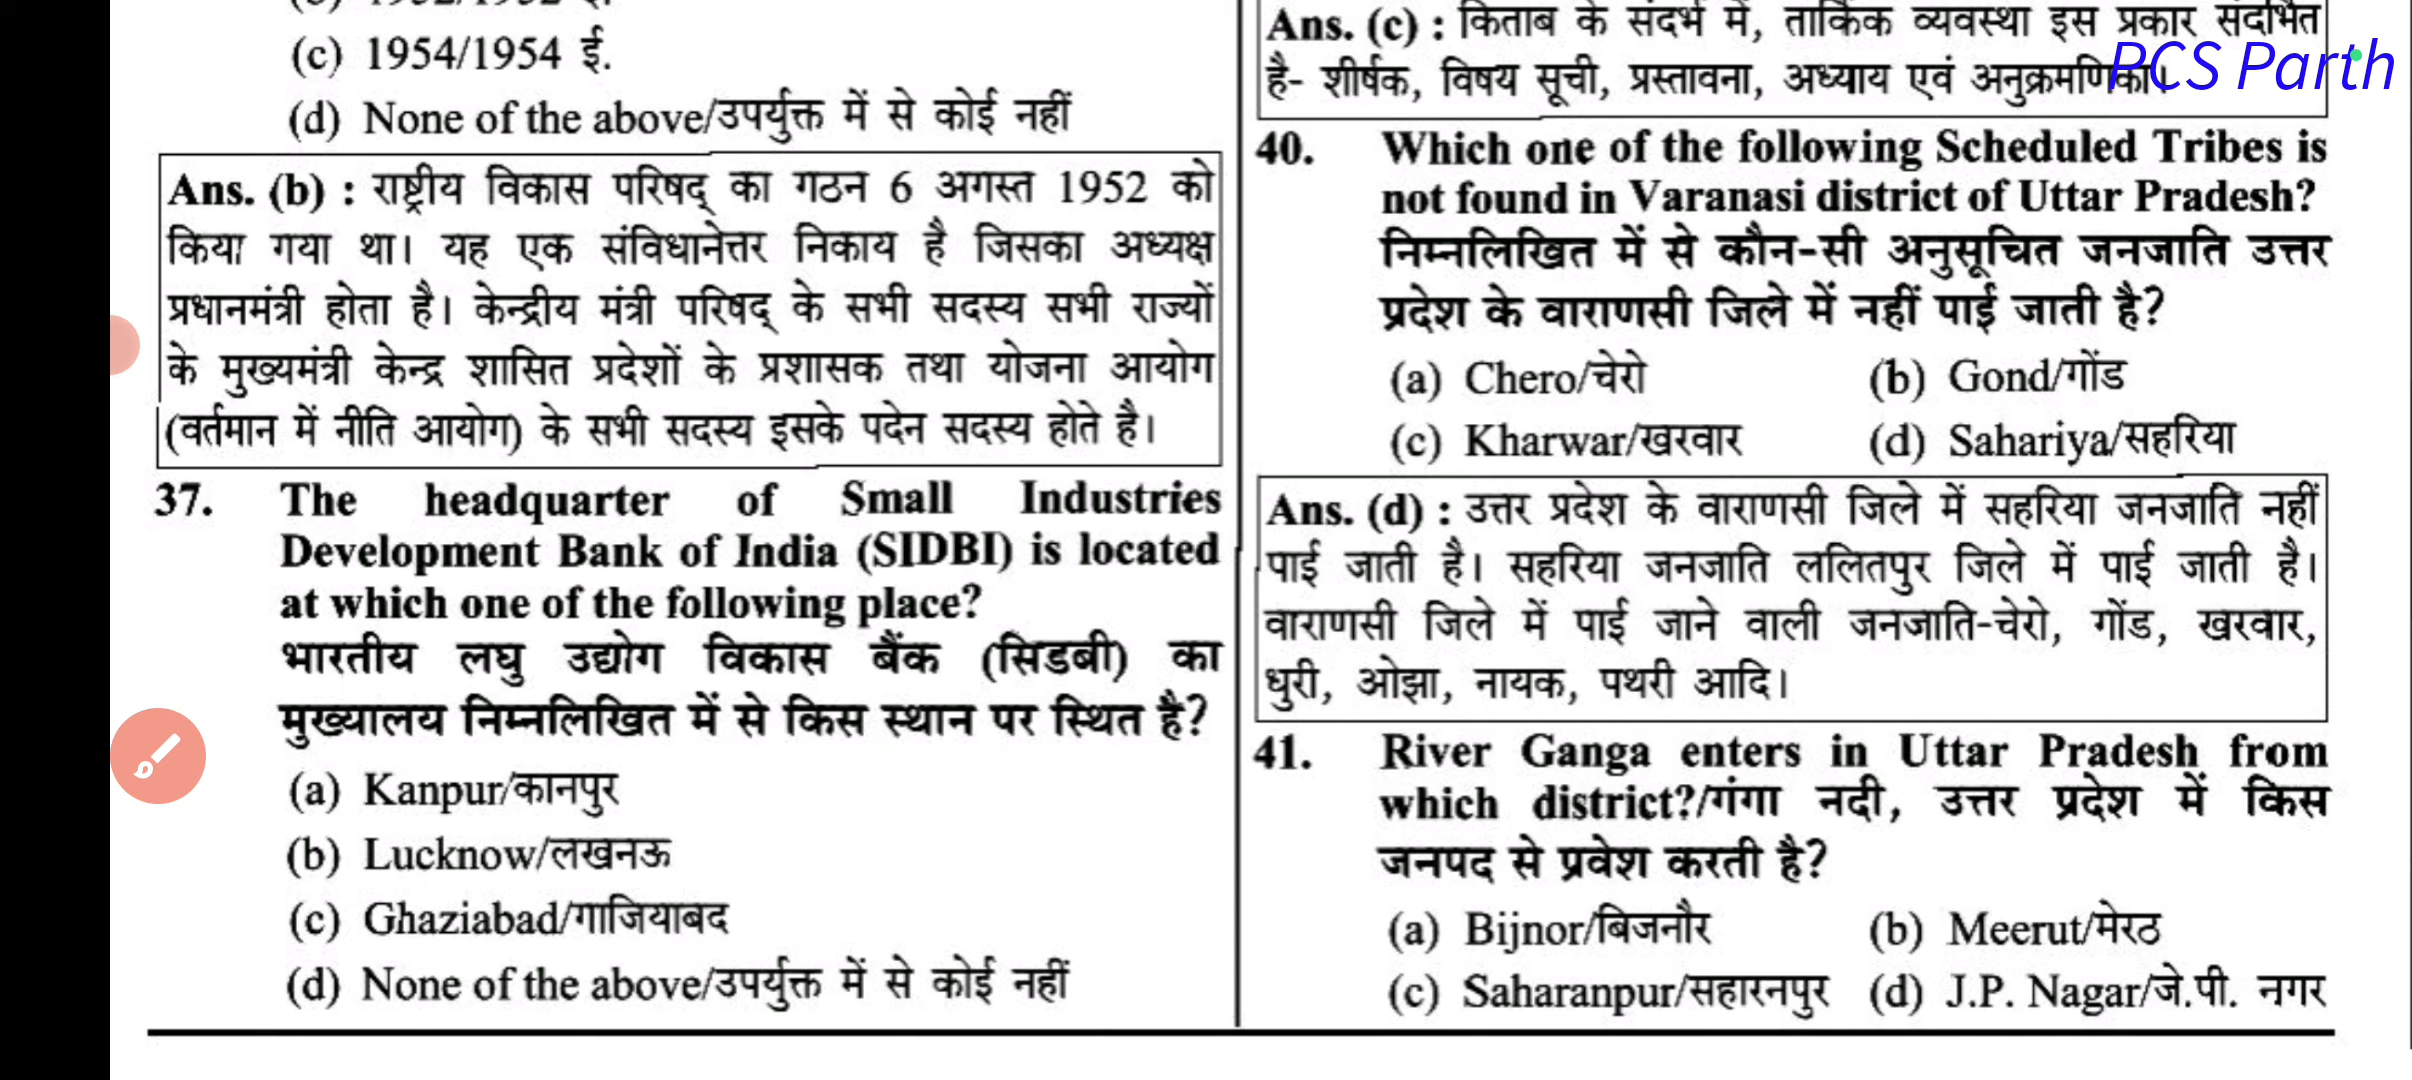 (c) 1954/1954 ई.
(d) None of the above/उपर्युक्त में से कोई नहीं
Ans. (b) : राष्ट्रीय विकास परिषद् का गठन 6 अगस्त 1952 को
किया गया था। यह एक संविधानेत्तर निकाय है जिसका अध्यक्ष
प्रधानमंत्री होता है। केन्द्रीय मंत्री परिषद् के सभी सदस्य सभी राज्यों
के मुख्यमंत्री केन्द्र शासित प्रदेशों के प्रशासक तथा योजना आयोग
(वर्तमान में नीति आयोग) के सभी सदस्य इसके पदेन सदस्य होते है।
37. The headquarter of Small Industries
Development Bank of India (SIDBI) is located
at which one of the following place?
भारतीय लघु उद्योग विकास बैंक (सिडबी) का
मुख्यालय निम्नलिखित में से किस स्थान पर स्थित है?
(a) Kanpur/कानपुर
(b) Lucknow/लखनऊ
(c) Ghaziabad/गाजियाबद
(d) None of the above/उपर्युक्त में से कोई नहीं
Ans. (c) : किताब के संदर्भ में, तार्किक व्यवस्था इस प्रकार संदर्भित
है- शीर्षक, विषय सूची, प्रस्तावना, अध्याय एवं अनुक्रमणिका।
PCS Parth
40. Which one of the following Scheduled Tribes is
not found in Varanasi district of Uttar Pradesh?
निम्नलिखित में से कौन-सी अनुसूचित जनजाति उत्तर
प्रदेश के वाराणसी जिले में नहीं पाई जाती है?
(a) Chero/चेरो (b) Gond/गोंड
(c) Kharwar/खरवार (d) Sahariya/सहरिया
Ans. (d) : उत्तर प्रदेश के वाराणसी जिले में सहरिया जनजाति नहीं
पाई जाती है। सहरिया जनजाति ललितपुर जिले में पाई जाती है।
वाराणसी जिले में पाई जाने वाली जनजाति-चेरो, गोंड, खरवार,
धुरी, ओझा, नायक, पथरी आदि।
41. River Ganga enters in Uttar Pradesh from
which district?/गंगा नदी, उत्तर प्रदेश में किस
जनपद से प्रवेश करती है?
(a) Bijnor/बिजनौर (b) Meerut/मेरठ
(c) Saharanpur/सहारनपुर (d) J.P. Nagar/जे.पी. नगर